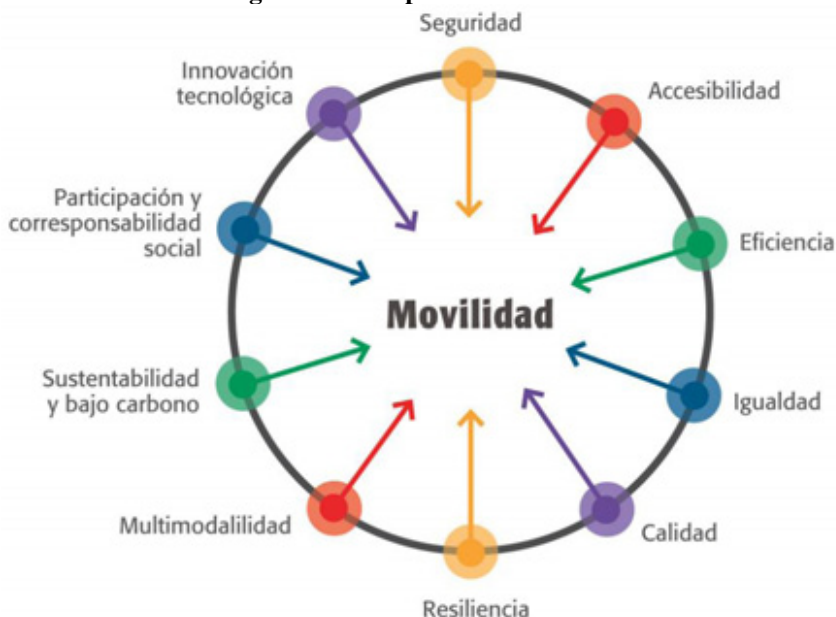 Seguridad
Innovación
tecnológica
Accesibilidad
Participación y
corresponsabilidad
social
Eficiencia
Movilidad
Sustentabilidad
y bajo carbono
Igualdad
Multimodalilidad
Calidad
Resiliencia